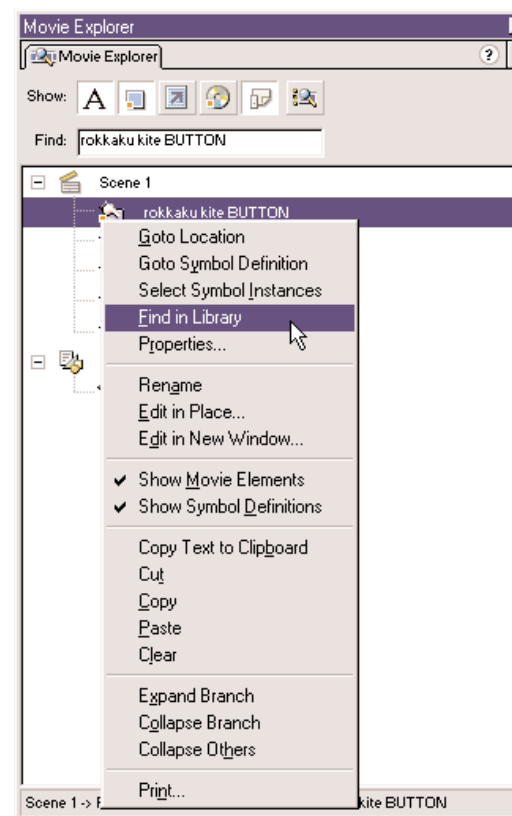 Movie Explorer
Movie Explorer ?
Show: A
Find: rokkaku kite BUTTON
Scene 1
rokkaku kite BUTTON
Goto Location
Goto Symbol Definition
Select Symbol Instances
Find in Library
Properties...
Rename
Edit in Place...
Edit in New Window...
Show Movie Elements
Show Symbol Definitions
Copy Text to Clipboard
Cut
Copy
Paste
Clear
Expand Branch
Collapse Branch
Collapse Others
Print...
Scene 1 -> kite BUTTON